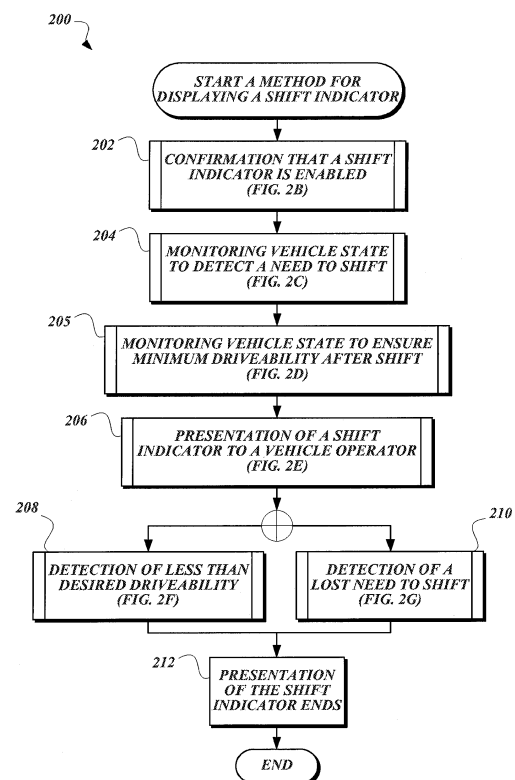 200
START A METHOD FOR
DISPLAYING A SHIFT INDICATOR
202
CONFIRMATION THAT A SHIFT
INDICATOR IS ENABLED
(FIG. 2B)
204
MONITORING VEHICLE STATE
TO DETECT A NEED TO SHIFT
(FIG. 2C)
205
MONITORING VEHICLE STATE TO ENSURE
MINIMUM DRIVEABILITY AFTER SHIFT
(FIG. 2D)
206
PRESENTATION OF A SHIFT
INDICATOR TO A VEHICLE OPERATOR
(FIG. 2E)
208
DETECTION OF LESS THAN
DESIRED DRIVEABILITY
(FIG. 2F)
210
DETECTION OF A
LOST NEED TO SHIFT
(FIG. 2G)
212
PRESENTATION
OF THE SHIFT
INDICATOR ENDS
END